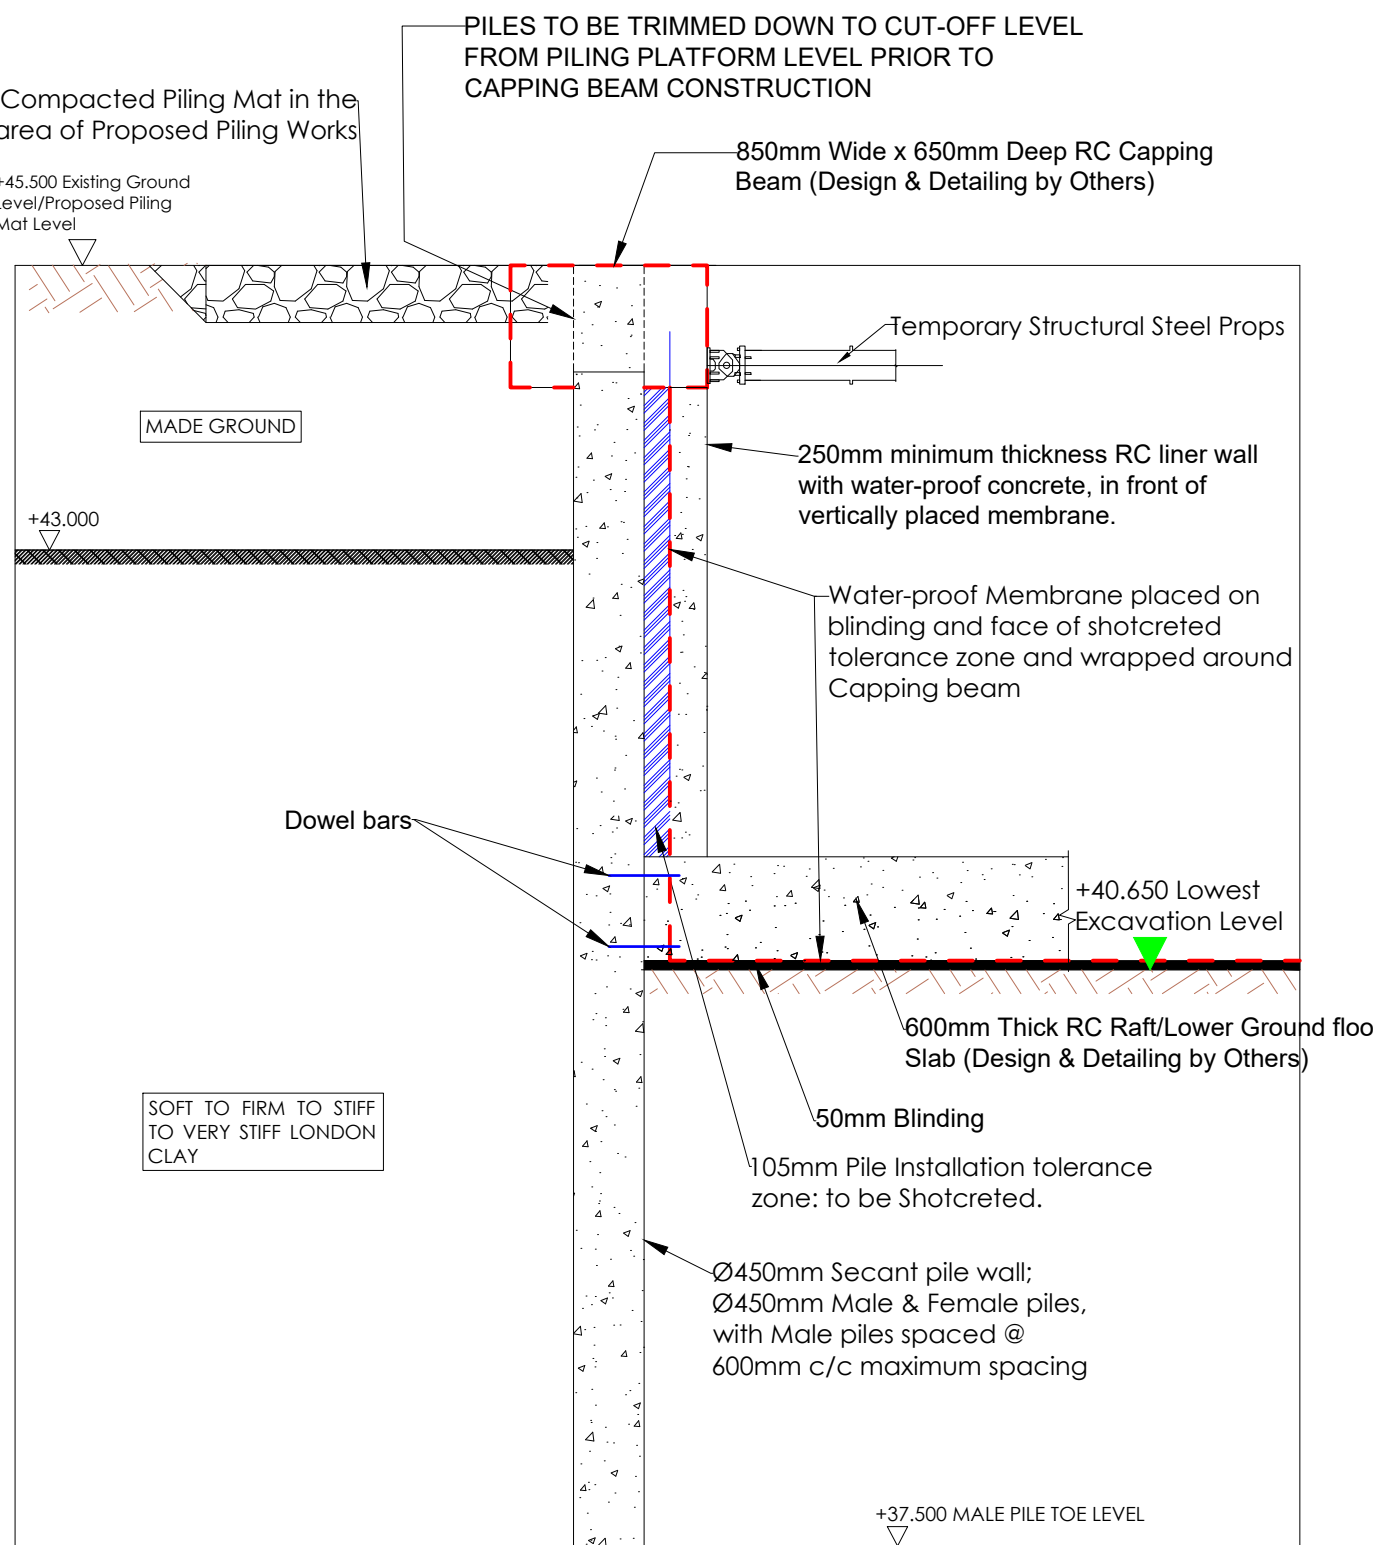 PILES TO BE TRIMMED DOWN TO CUT-OFF LEVEL
FROM PILING PLATFORM LEVEL PRIOR TO
CAPPING BEAM CONSTRUCTION
Compacted Piling Mat in the
area of Proposed Piling Works
850mm Wide x 650mm Deep RC Capping
Beam (Design & Detailing by Others)
+45.500 Existing Ground
Level/Proposed Piling
Mat Level
Temporary Structural Steel Props
MADE GROUND
250mm minimum thickness RC liner wall
with water-proof concrete, in front of
vertically placed membrane.
+43.000
Water-proof Membrane placed on
blinding and face of shotcreted
tolerance zone and wrapped around
Capping beam
Dowel bars
+40.650 Lowest
Excavation Level
600mm Thick RC Raft/Lower Ground floo
Slab (Design & Detailing by Others)
50mm Blinding
SOFT TO FIRM TO STIFF
TO VERY STIFF LONDON
CLAY
105mm Pile Installation tolerance
zone: to be Shotcreted.
Ø450mm Secant pile wall;
Ø450mm Male & Female piles,
with Male piles spaced @
600mm c/c maximum spacing
+37.500 MALE PILE TOE LEVEL